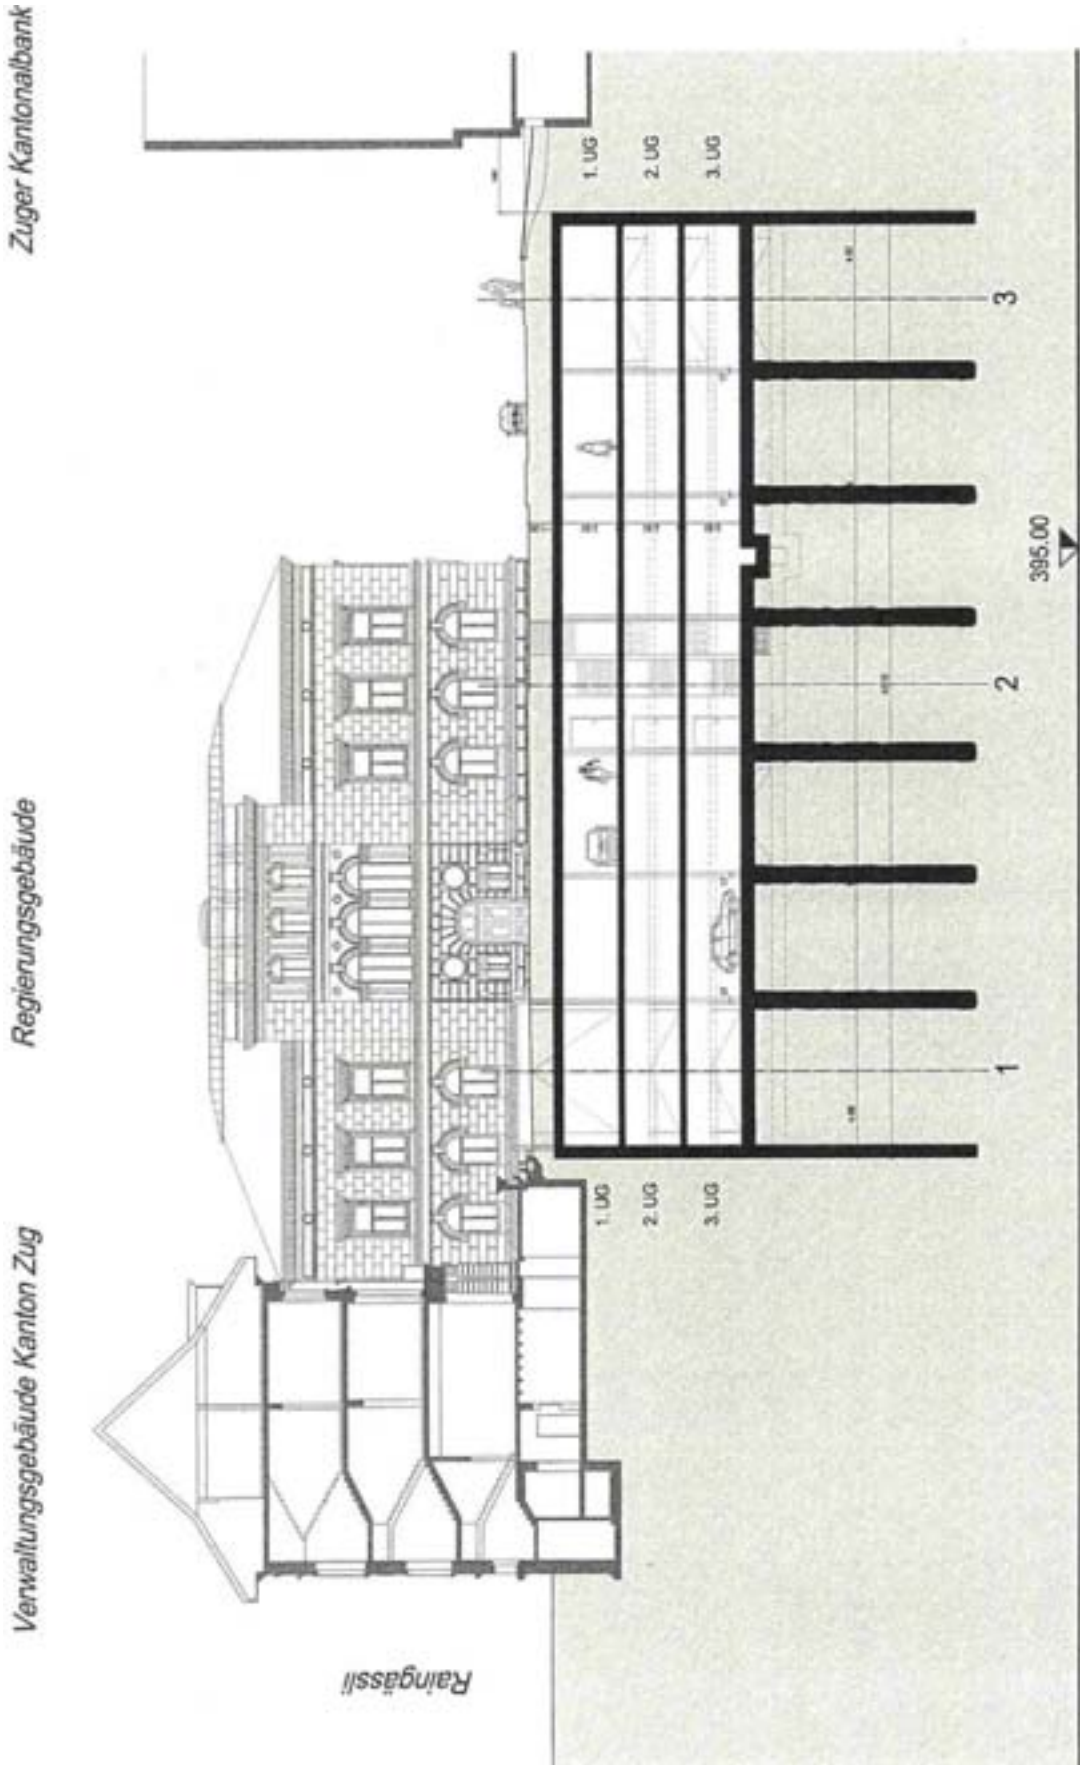 Verwaltungsgebäude Kanton Zug
Regierungsgebäude
Zuger Kantonalbank
Raingässli
1. UG
2. UG
3. UG
1. UG
2. UG
3. UG
1
2
3
395.00